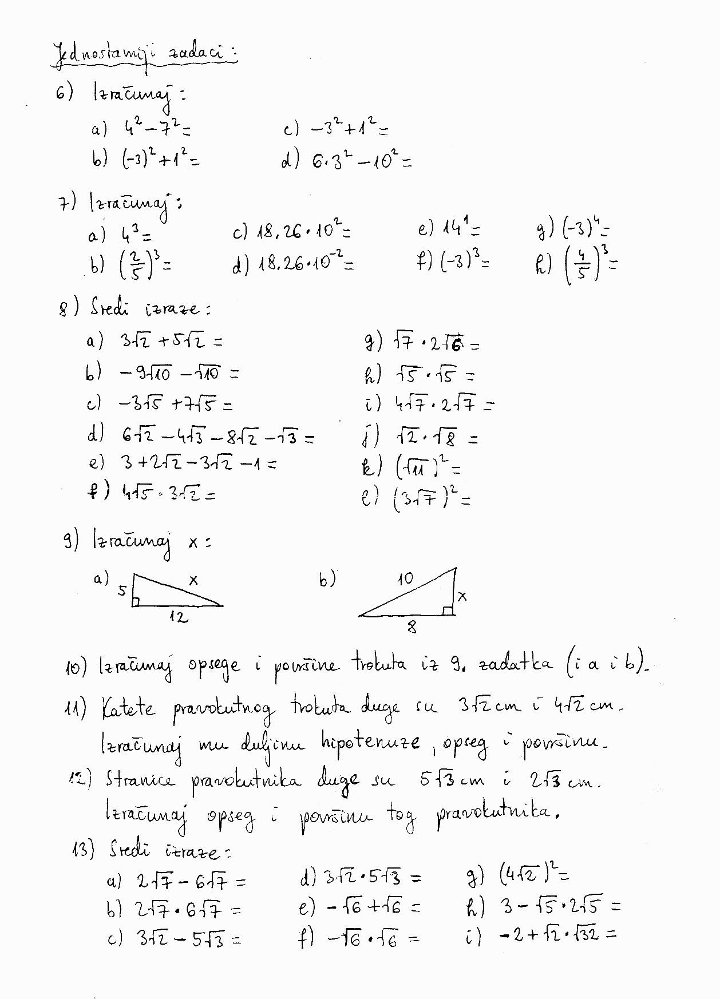 Jednostavniji zadaci:
6) Izračunaj:
a) 4² - 7² = c) -3² + 1² =
b) (-3)² + 1² = d) 6·3² - 10² =
7) Izračunaj:
a) 4³ = c) 18.26·10² = e) 14¹ = g) (-3)⁴ =
b) (2/5)³ = d) 18.26·10⁻² = f) (-3)³ = h) (4/5)³ =
8) Sredi izraze:
a) 3√2 + 5√2 = g) √7 · 2√6 =
b) -9√10 - √10 = h) √5 · √5 =
c) -3√5 + 7√5 = i) 4√7 · 2√7 =
d) 6√2 - 4√3 - 8√2 - √3 = j) √2 · √8 =
e) 3 + 2√2 - 3√2 - 1 = k) (√11)² =
f) 4√5 · 3√2 = l) (3√7)² =
9) Izračunaj x:
a) 5 x 12 b) 10 x 8
10) Izračunaj opsege i površine trokuta iz 9. zadatka (i a i b).
11) Katete pravokutnog trokuta duge su 3√2 cm i 4√2 cm.
Izračunaj mu duljinu hipotenuze, opseg i površinu.
12) Stranice pravokutnika duge su 5√3 cm i 2√3 cm.
Izračunaj opseg i površinu tog pravokutnika.
13) Sredi izraze:
a) 2√7 - 6√7 = d) 3√2 · 5√3 = g) (4√2)² =
b) 2√7 · 6√7 = e) -√6 + √6 = h) 3 - √5 · 2√5 =
c) 3√2 - 5√3 = f) -√6 · √6 = i) -2 + √2 · √32 =